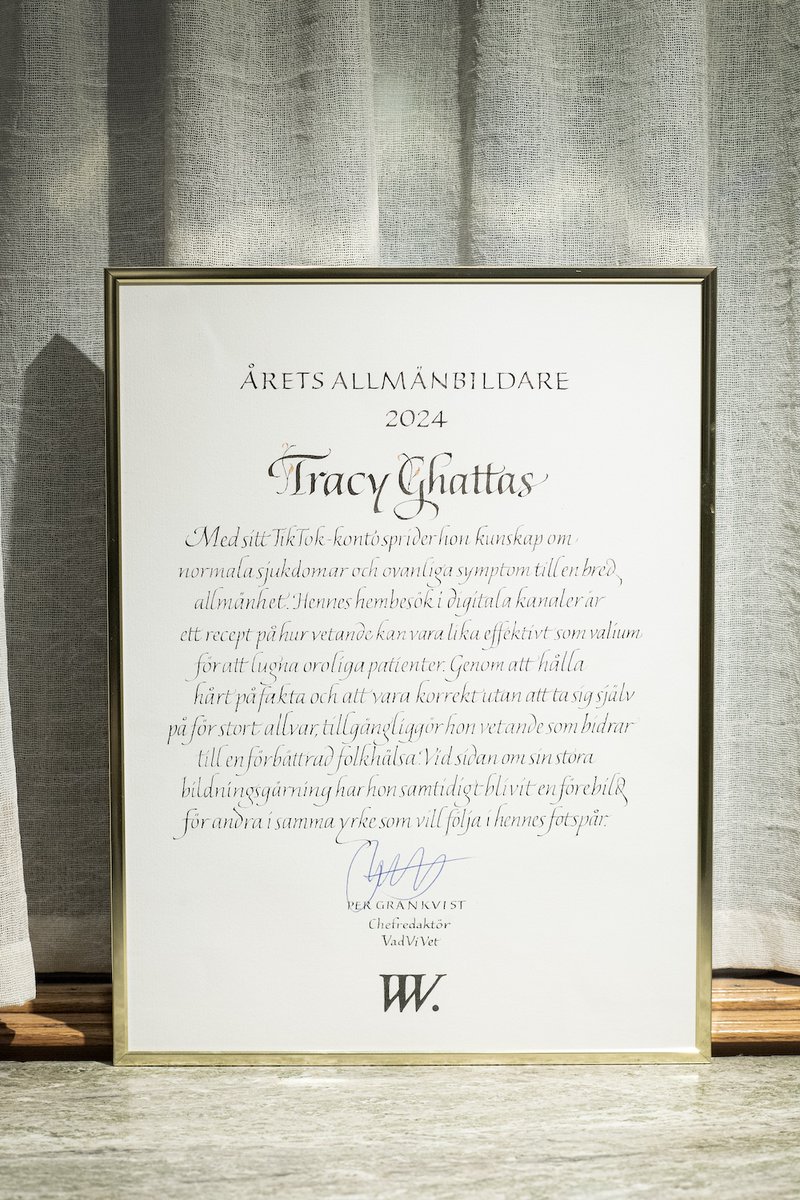 ÅRETS ALLMÄNBILDARE
2024
Tracy Ghattas
Med sitt TikTok-konto sprider hon kunskap om
normala sjukdomar och ovanliga symptom till en bred
allmänhet. Hennes hembesök i digitala kanaler är
ett recept på hur vetande kan vara lika effektivt som valium
för att lugna oroliga patienter. Genom att hålla
hårt på fakta och att vara korrekt utan att ta sig själv
på för stort allvar, tillgängliggör hon vetande som bidrar
till en förbättrad folkhälsa. Vid sidan om sin stora
bildningsgärning har hon samtidigt blivit en förebild
för andra i samma yrke som vill följa i hennes fotspår.
PER GRANKVIST
Chefredaktör
VadViVet
VVV.